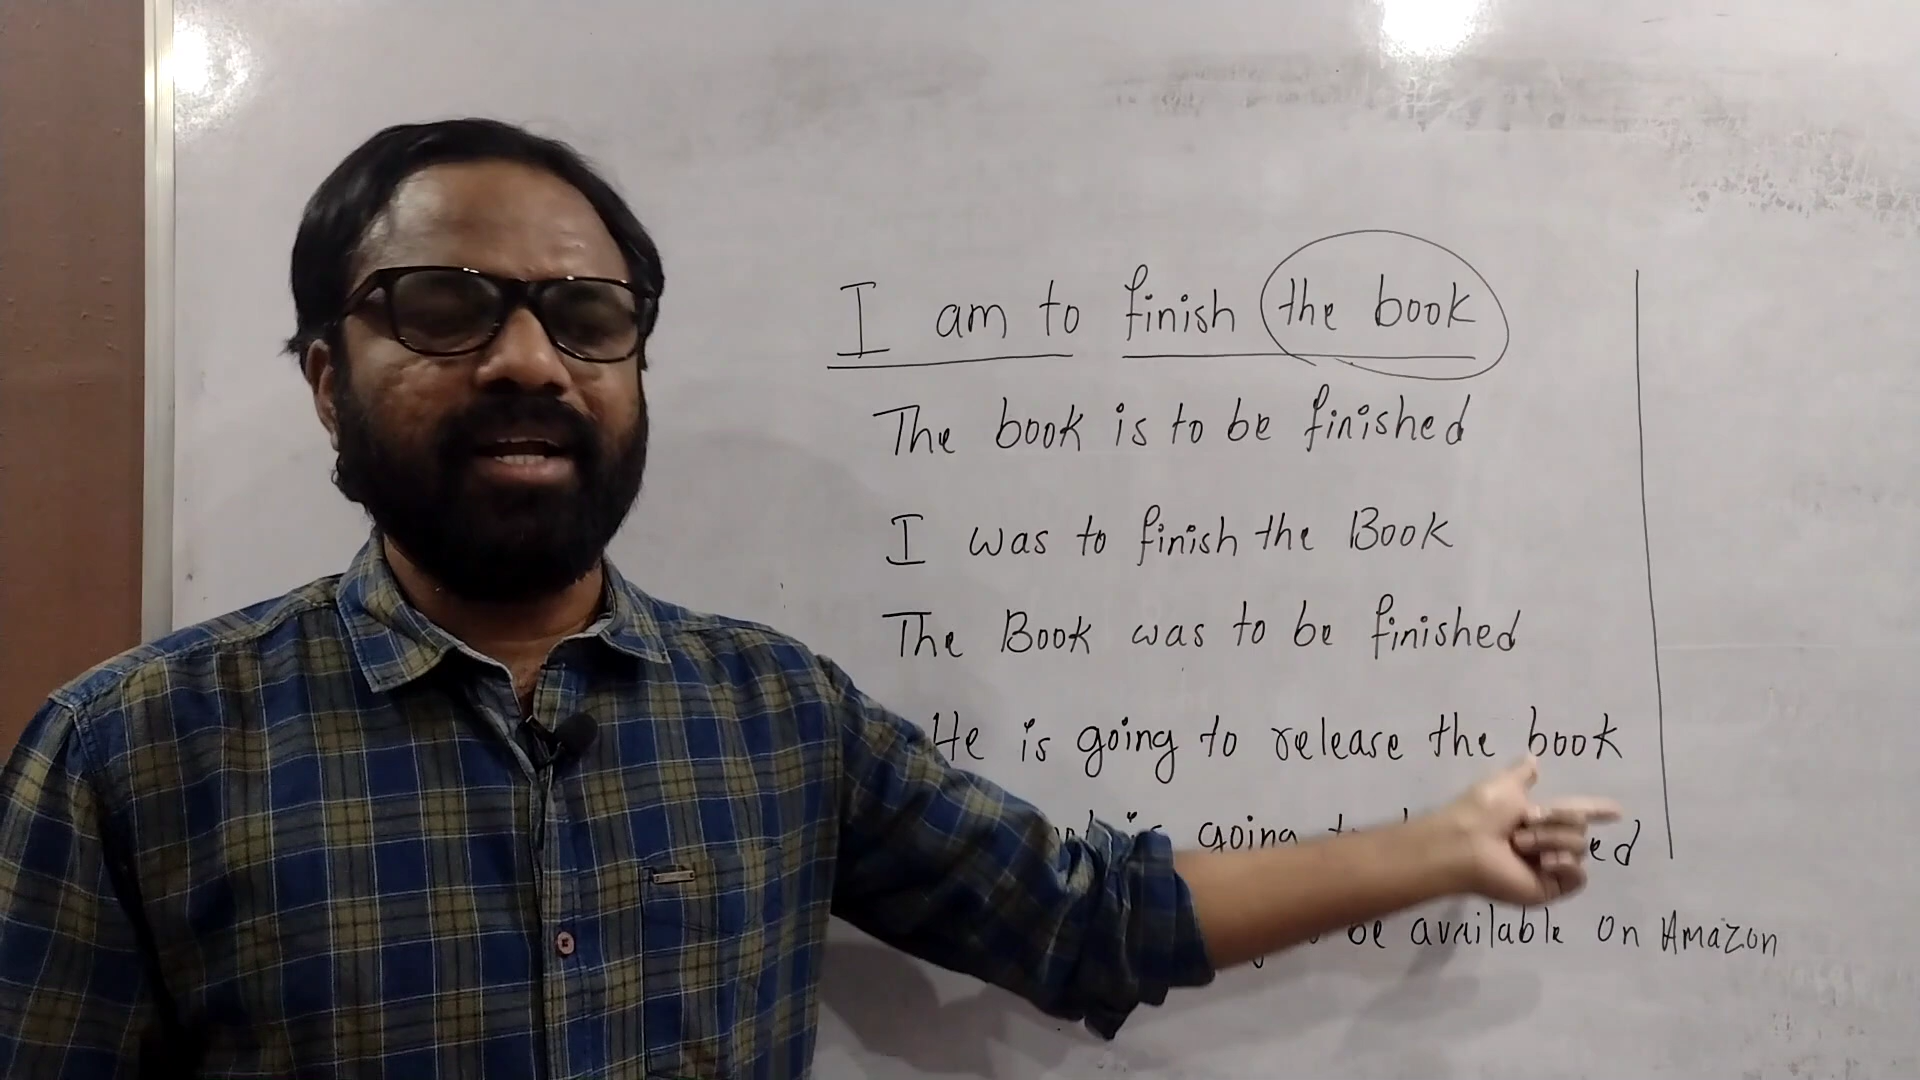 I am to finish the book
The book is to be finished
I was to finish the Book
The Book was to be finished
He is going to release the book
is going
be available on Amazon